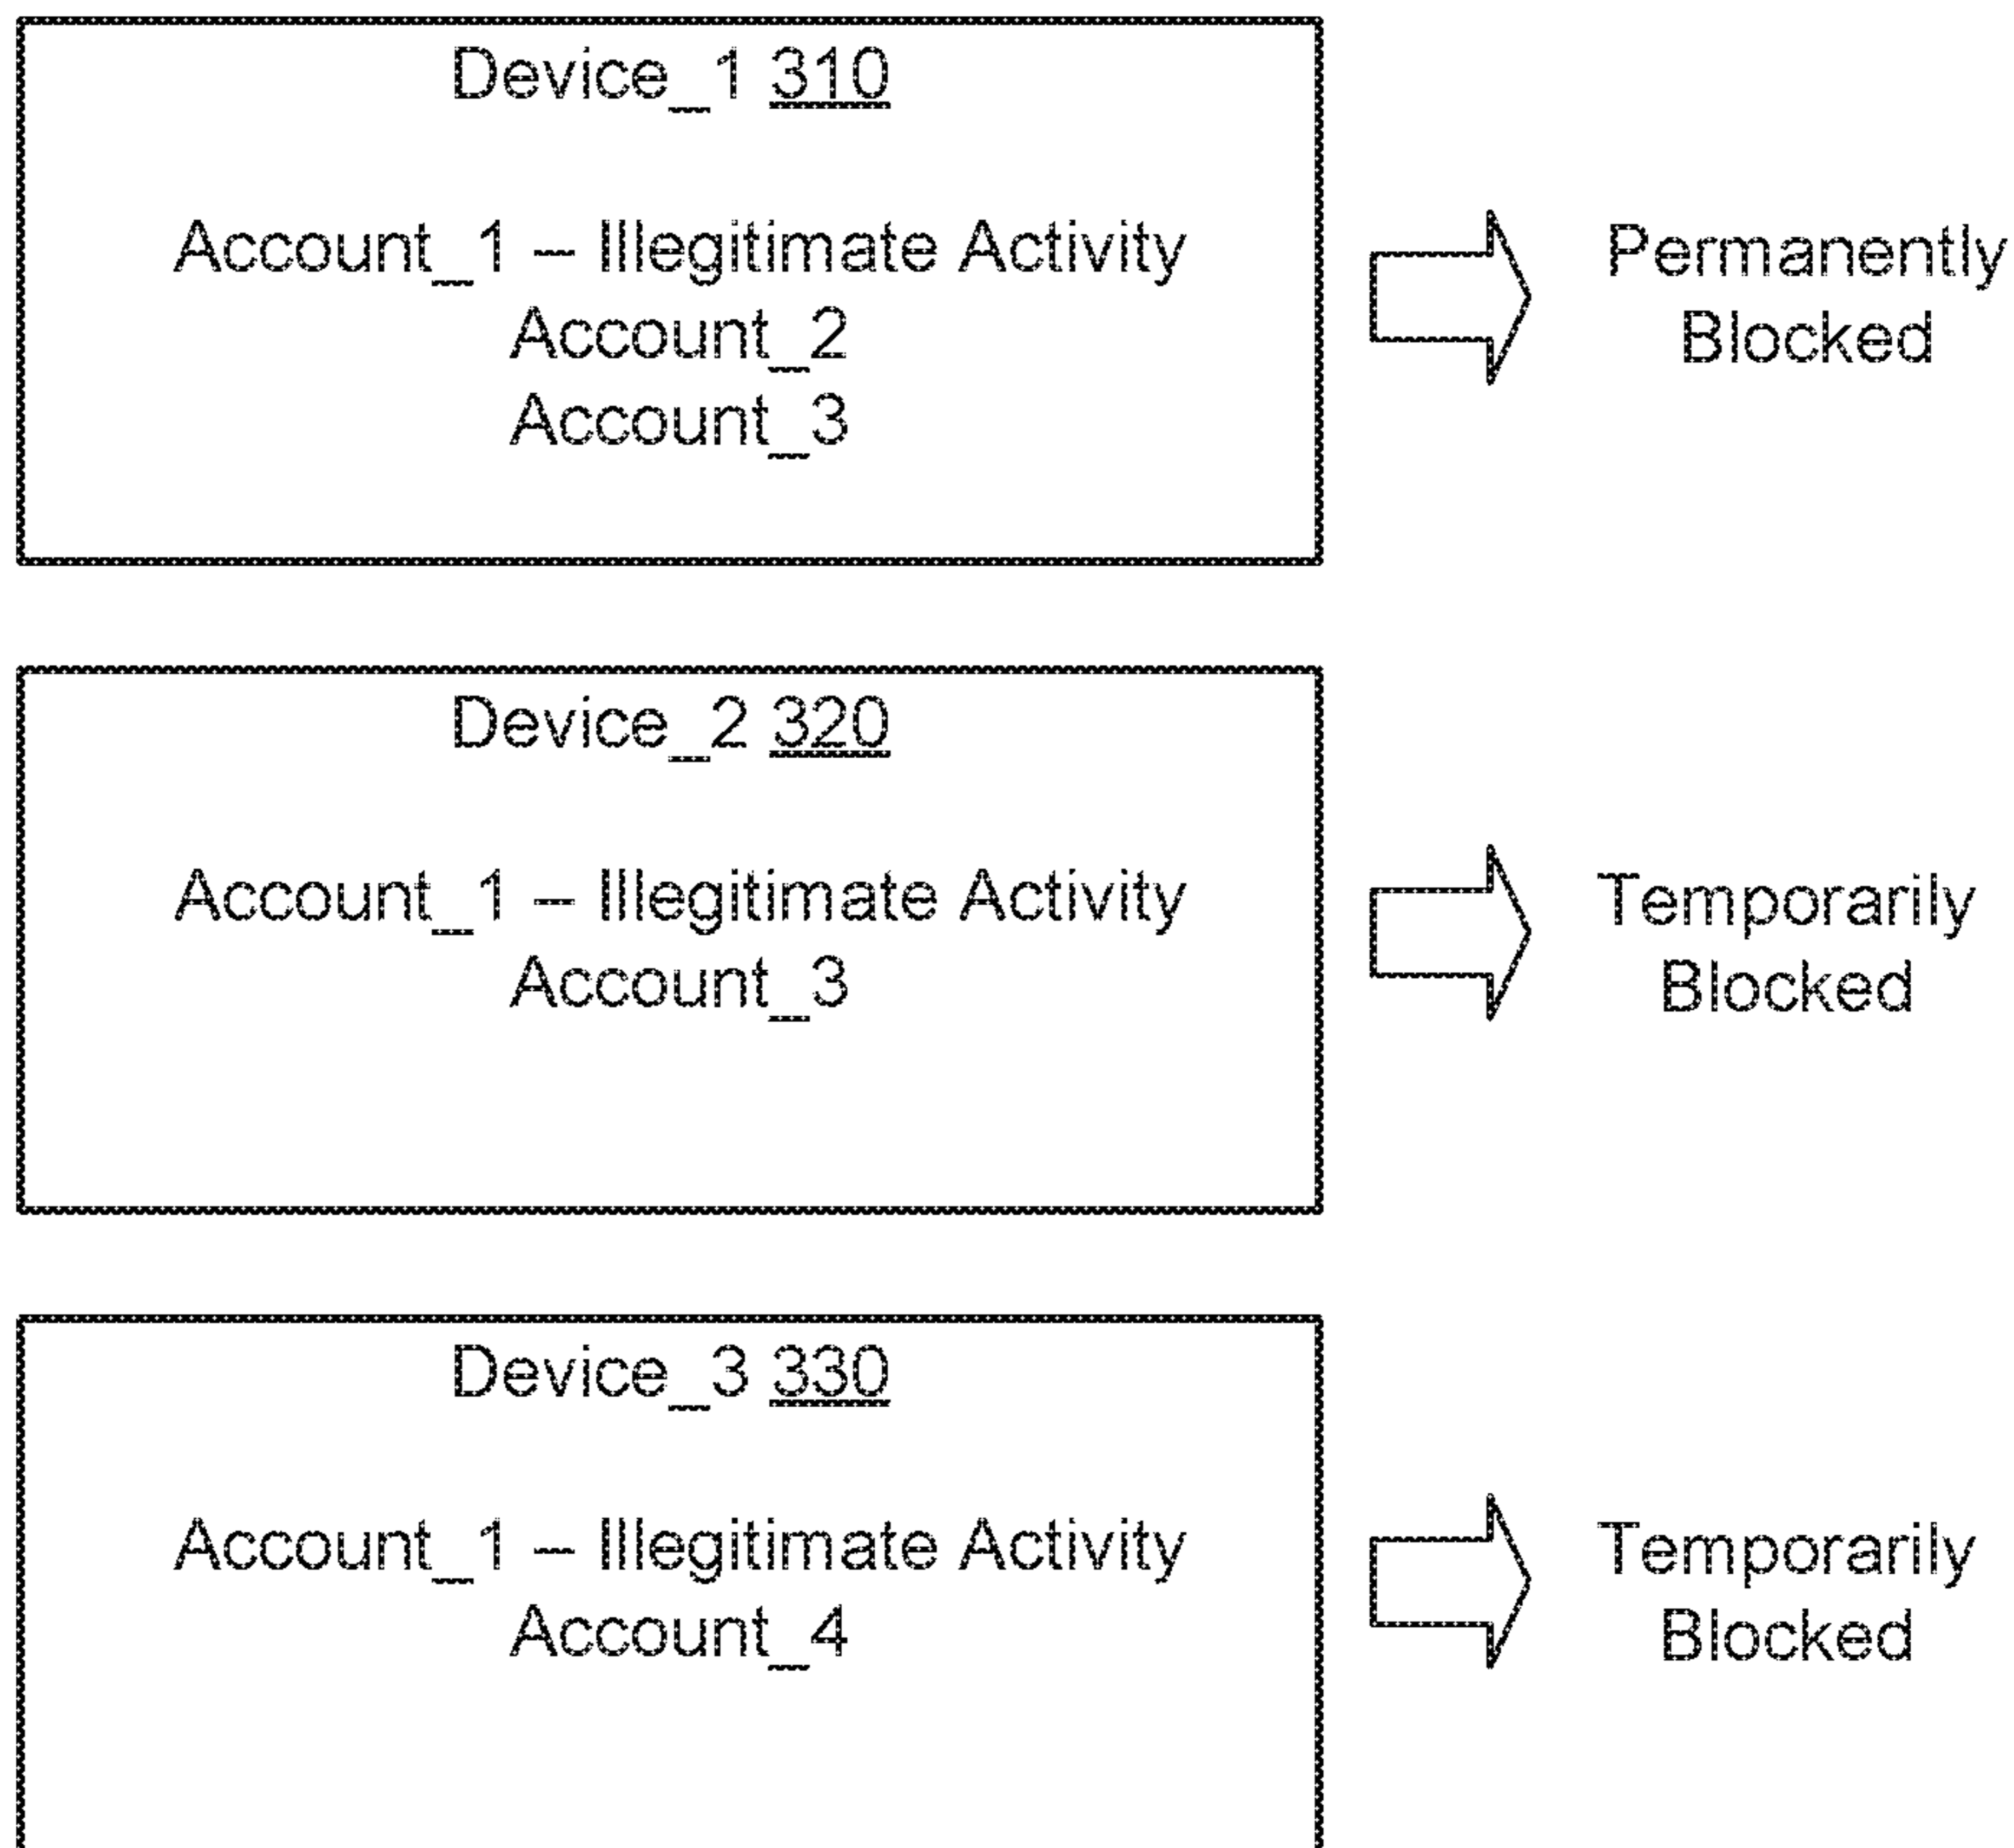 Device_1 310
Account_1 – Illegitimate Activity
Account_2
Account_3
Permanently
Blocked
Device_2 320
Account_1 – Illegitimate Activity
Account_3
Temporarily
Blocked
Device_3 330
Account_1 – Illegitimate Activity
Account_4
Temporarily
Blocked